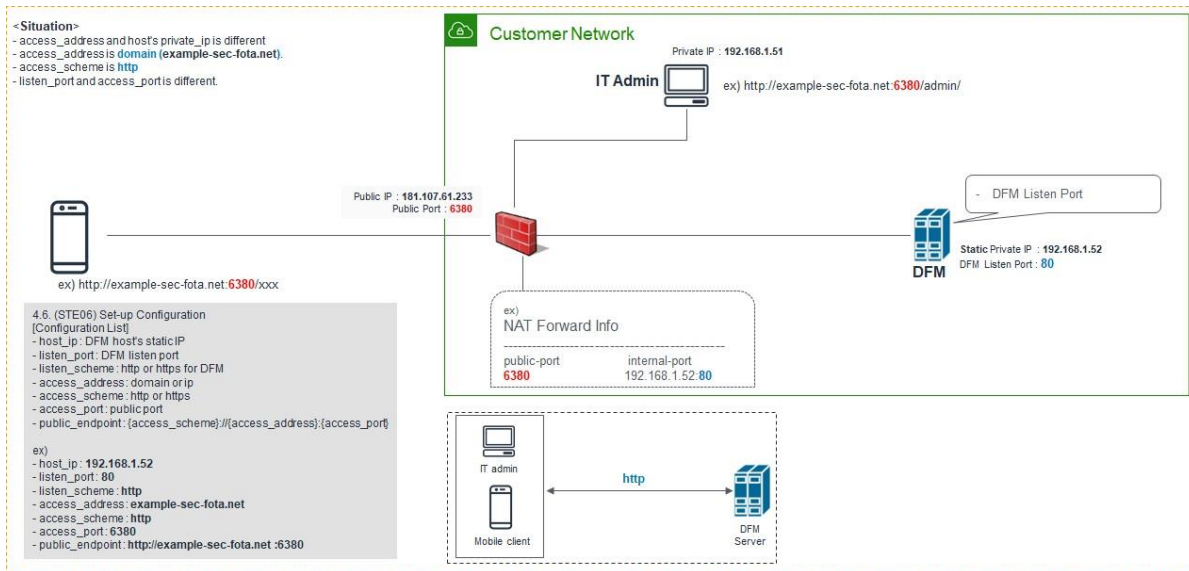 <Situation>
- access_address and host's private_ip is different
- access_address is domain (example-sec-fota.net).
- access_scheme is http
- listen_port and access_port is different.
Customer Network
Private IP : 192.168.1.51
IT Admin
ex) http://example-sec-fota.net:6380/admin/
Public IP : 181.107.61.233
Public Port : 6380
- DFM Listen Port
Static Private IP : 192.168.1.52
DFM Listen Port : 80
DFM
ex) http://example-sec-fota.net:6380/xxx
ex)
NAT Forward Info
public-port internal-port
6380 192.168.1.52:80
4.6. (STE06) Set-up Configuration
[Configuration List]
- host_ip : DFM host's static IP
- listen_port : DFM listen port
- listen_scheme : http or https for DFM
- access_address : domain or ip
- access_scheme : http or https
- access_port : public port
- public_endpoint : {access_scheme}://{access_address}:{access_port}
ex)
- host_ip : 192.168.1.52
- listen_port : 80
- listen_scheme : http
- access_address : example-sec-fota.net
- access_scheme : http
- access_port : 6380
- public_endpoint : http://example-sec-fota.net :6380
IT admin
http
Mobile client
DFM
Server